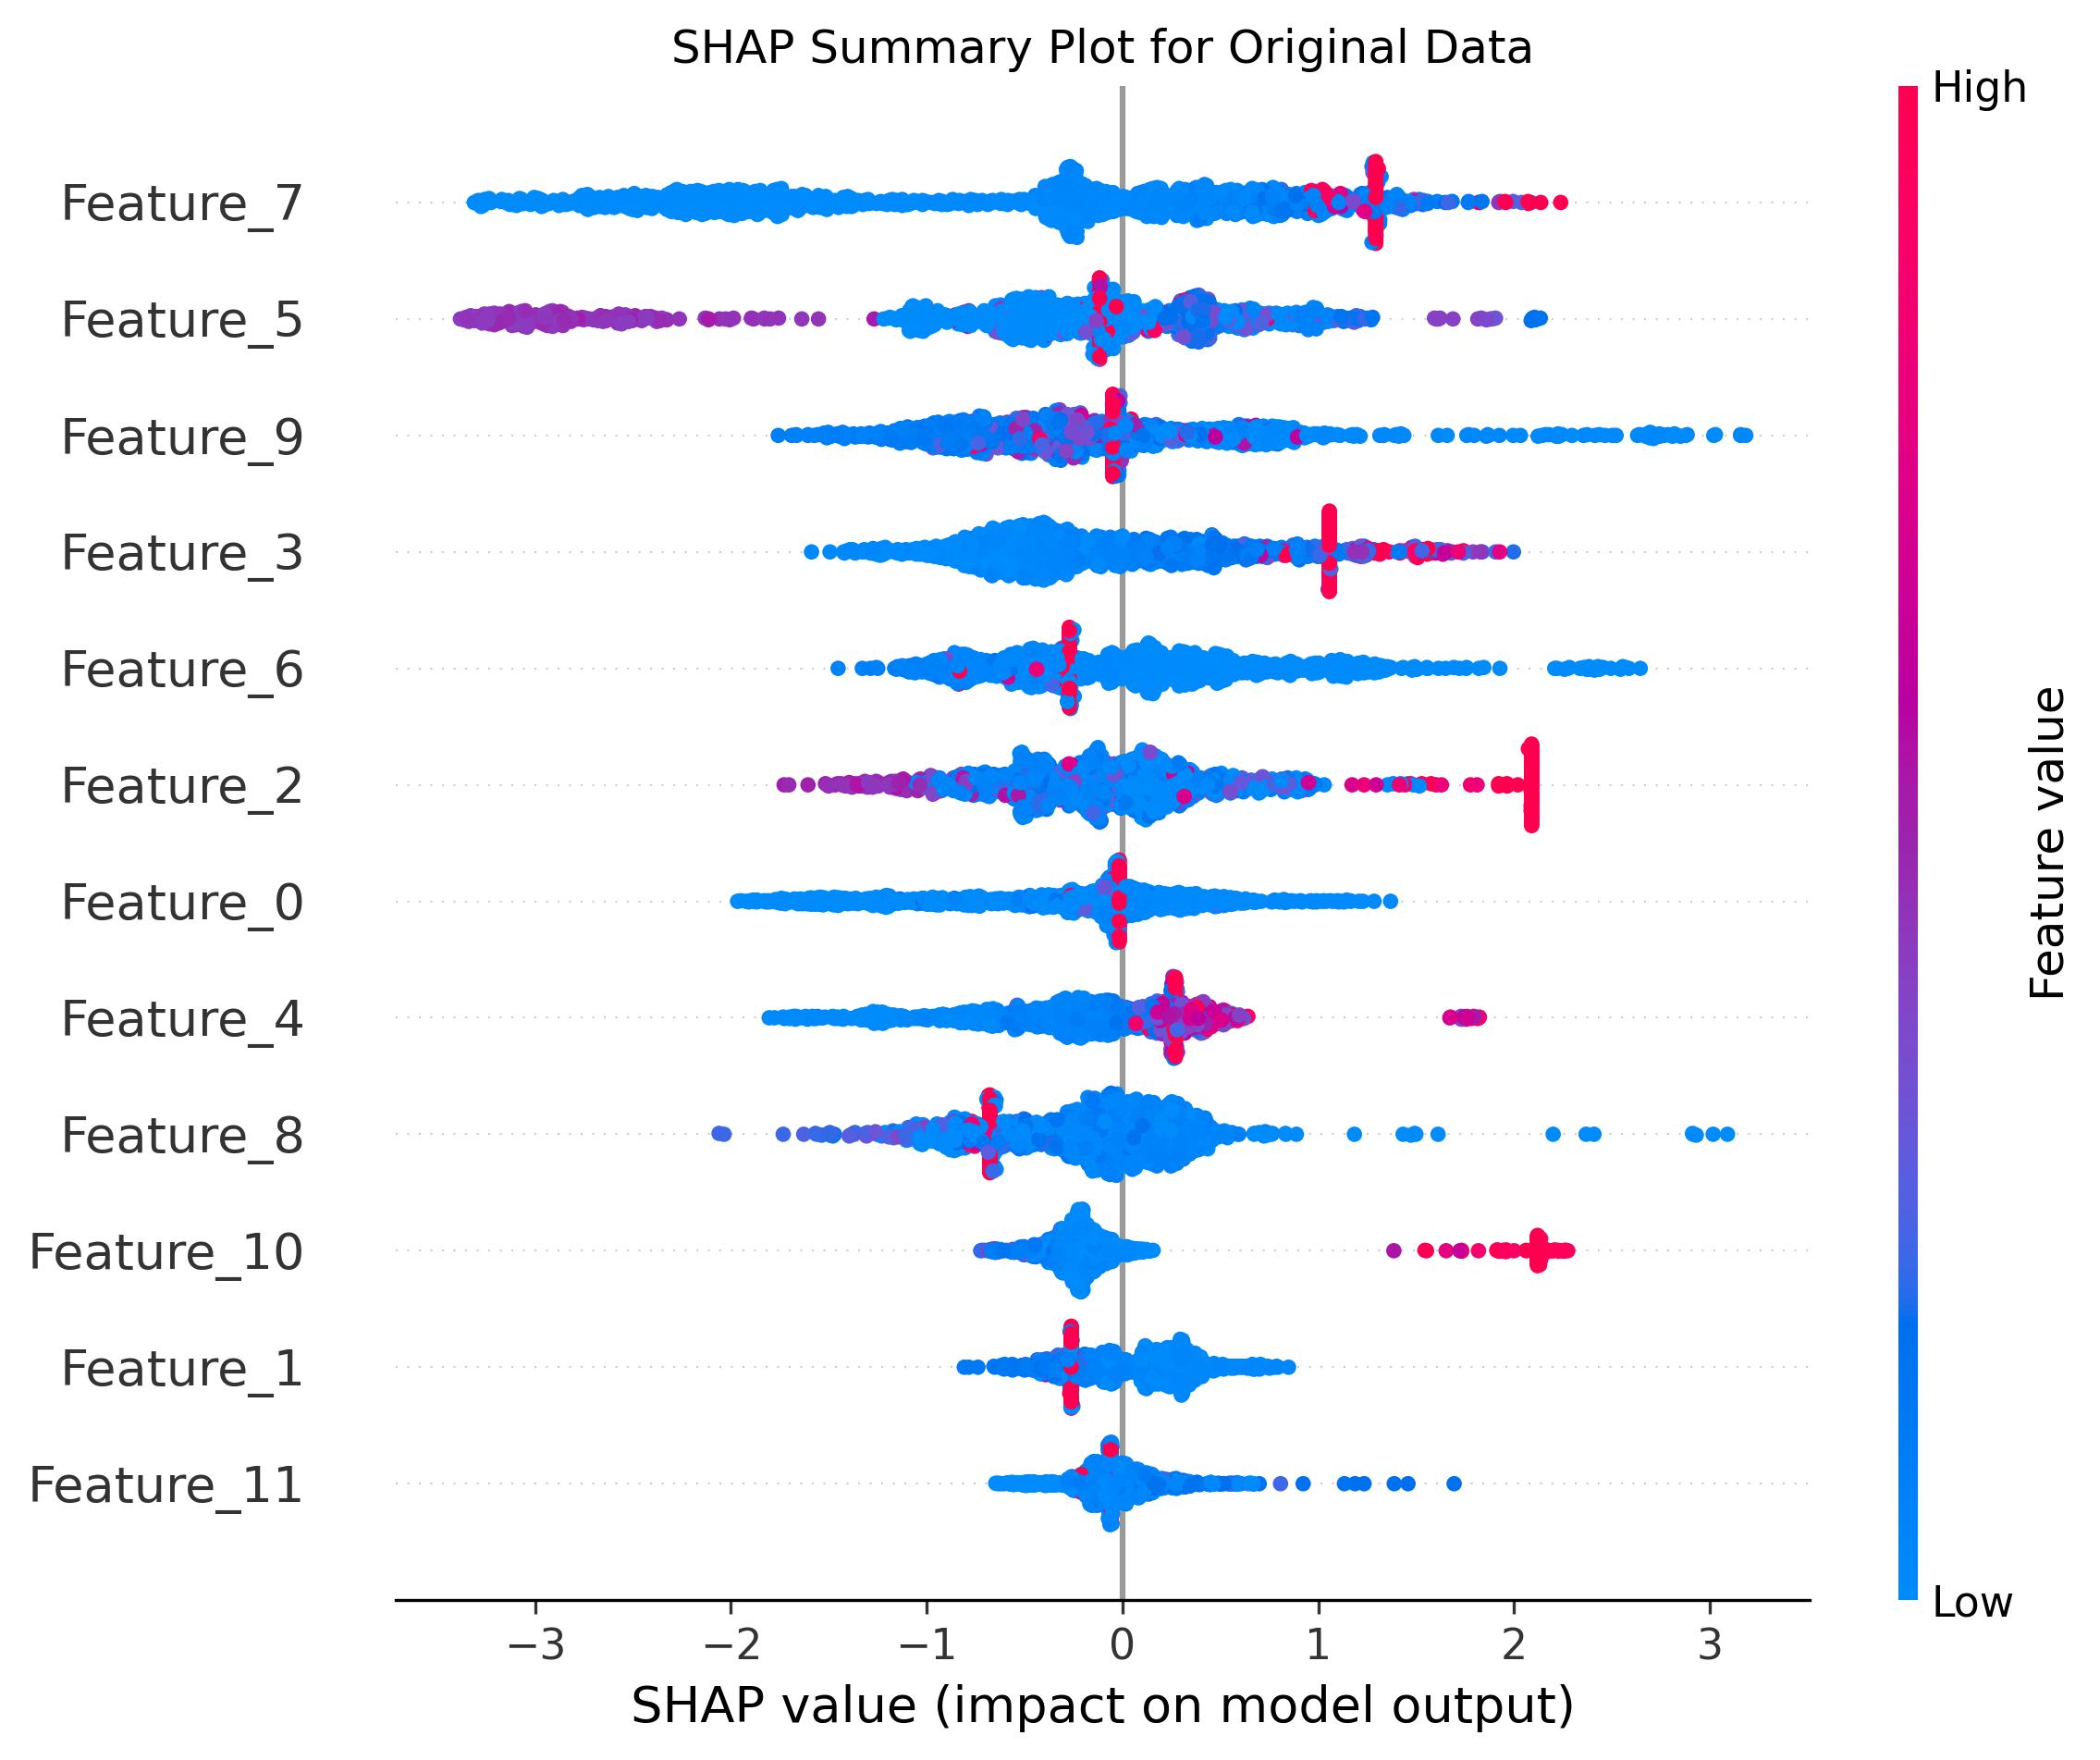 SHAP Summary Plot for Original Data
High
Feature_7
Feature_5
Feature_9
Feature_3
Feature_6
Feature_2
Feature_0
Feature_4
Feature_8
Feature_10
Feature_1
Feature_11
Feature value
Low
−3 −2 −1 0 1 2 3
SHAP value (impact on model output)